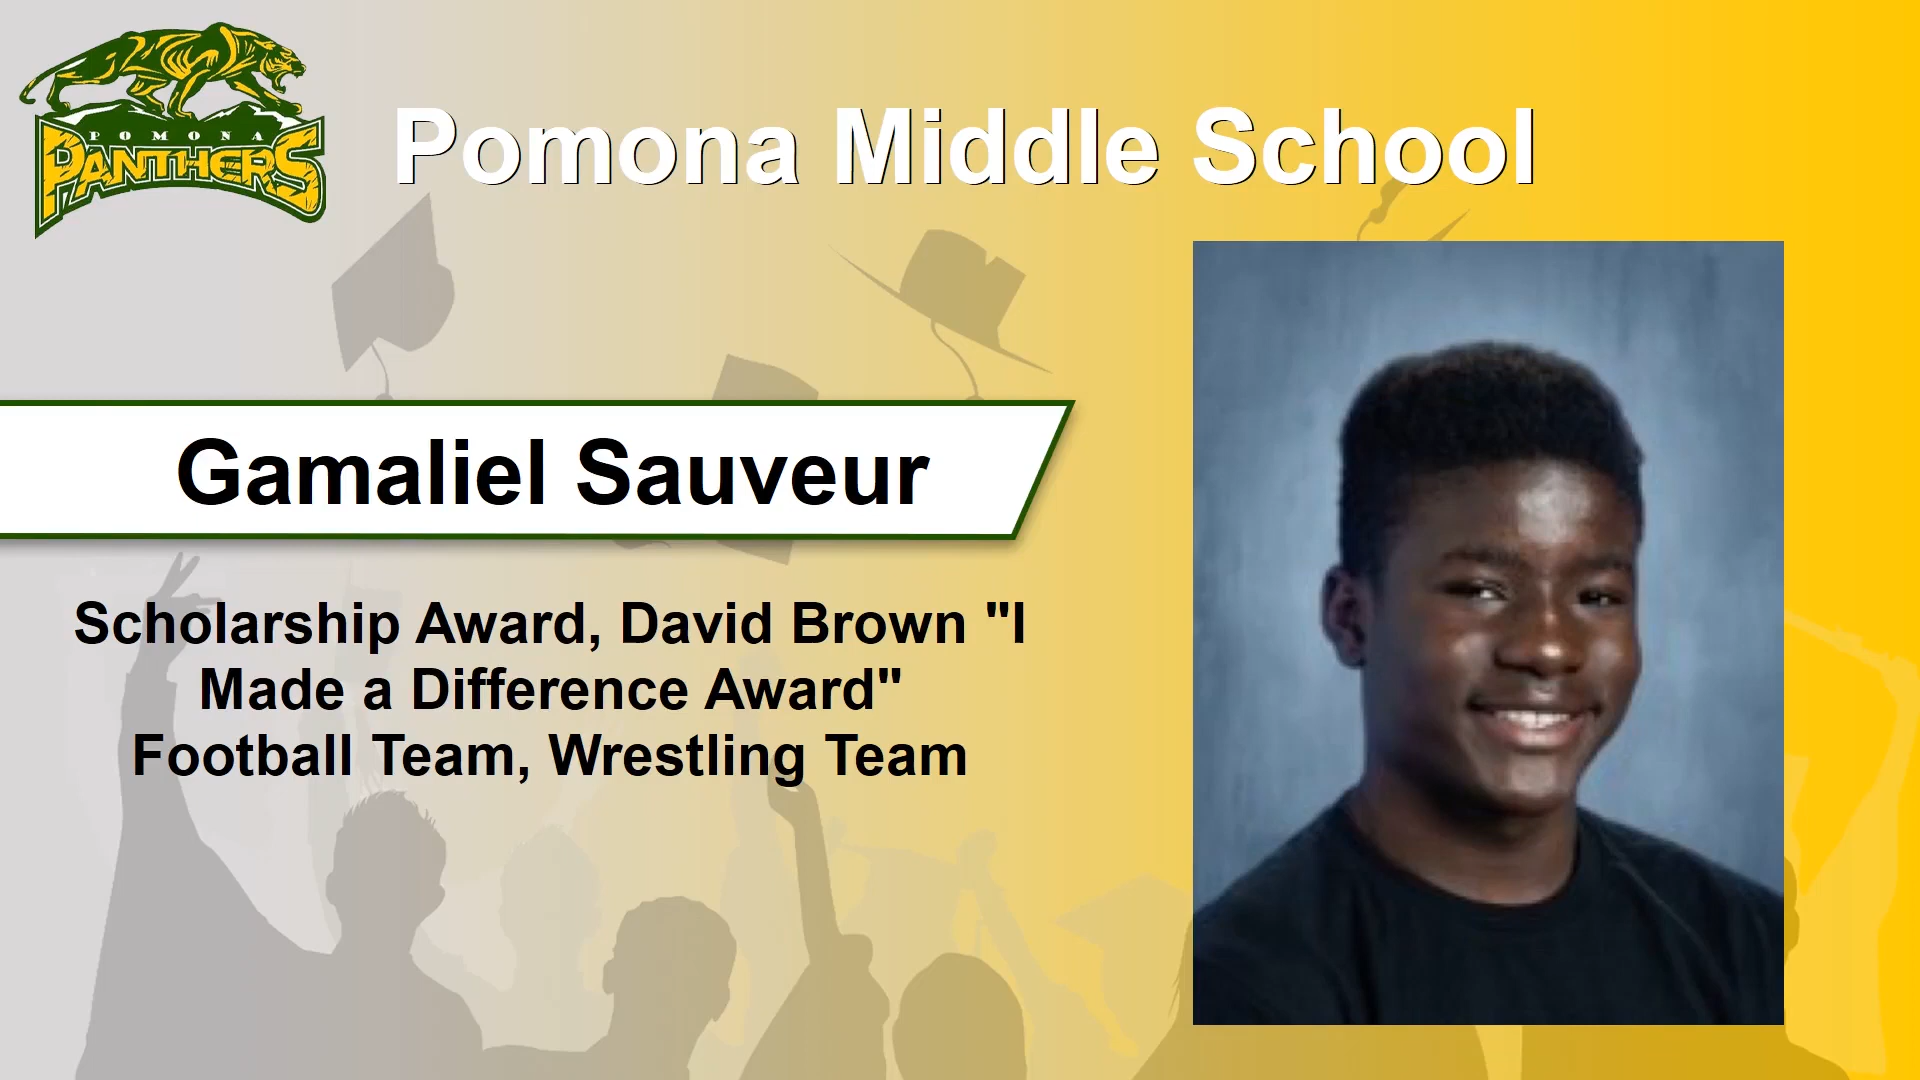 POMONA
PANTHERS
Pomona Middle School
Gamaliel Sauveur
Scholarship Award, David Brown "I
Made a Difference Award"
Football Team, Wrestling Team